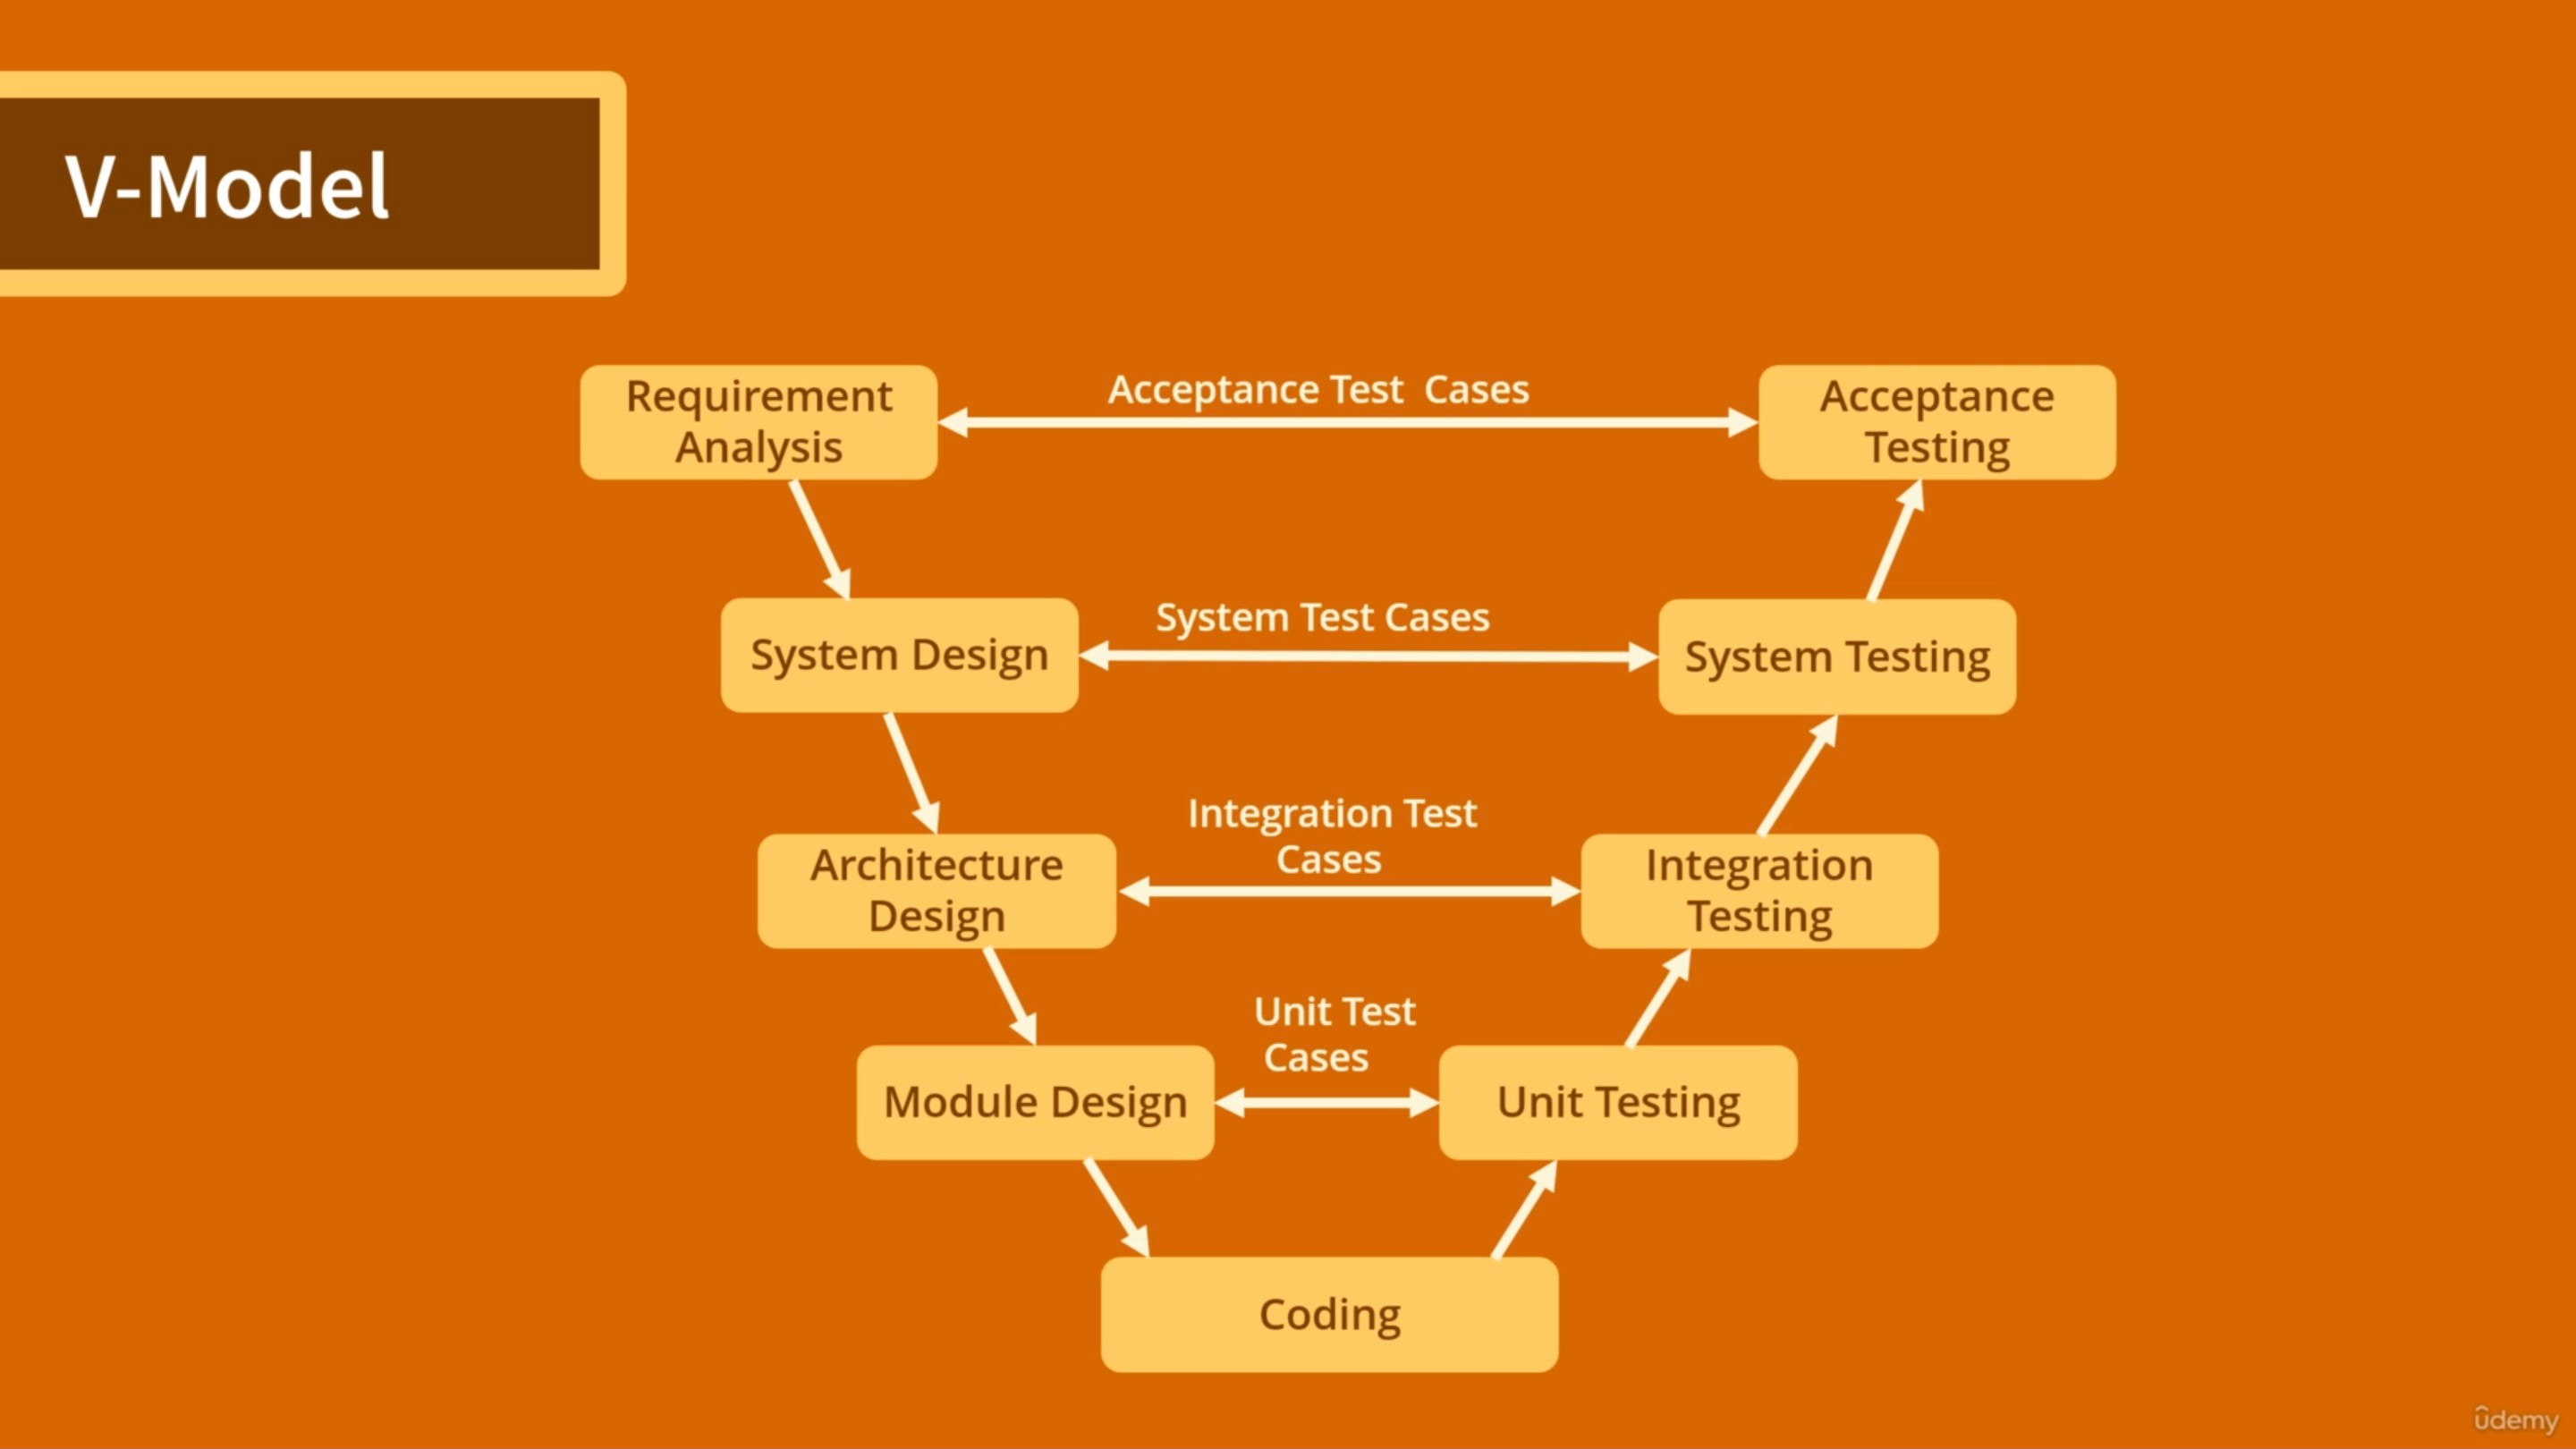 V-Model
Requirement
Analysis
Acceptance Test Cases
Acceptance
Testing
System Design
System Test Cases
System Testing
Architecture
Design
Integration Test
Cases
Integration
Testing
Module Design
Unit Test
Cases
Unit Testing
Coding
ûdemy